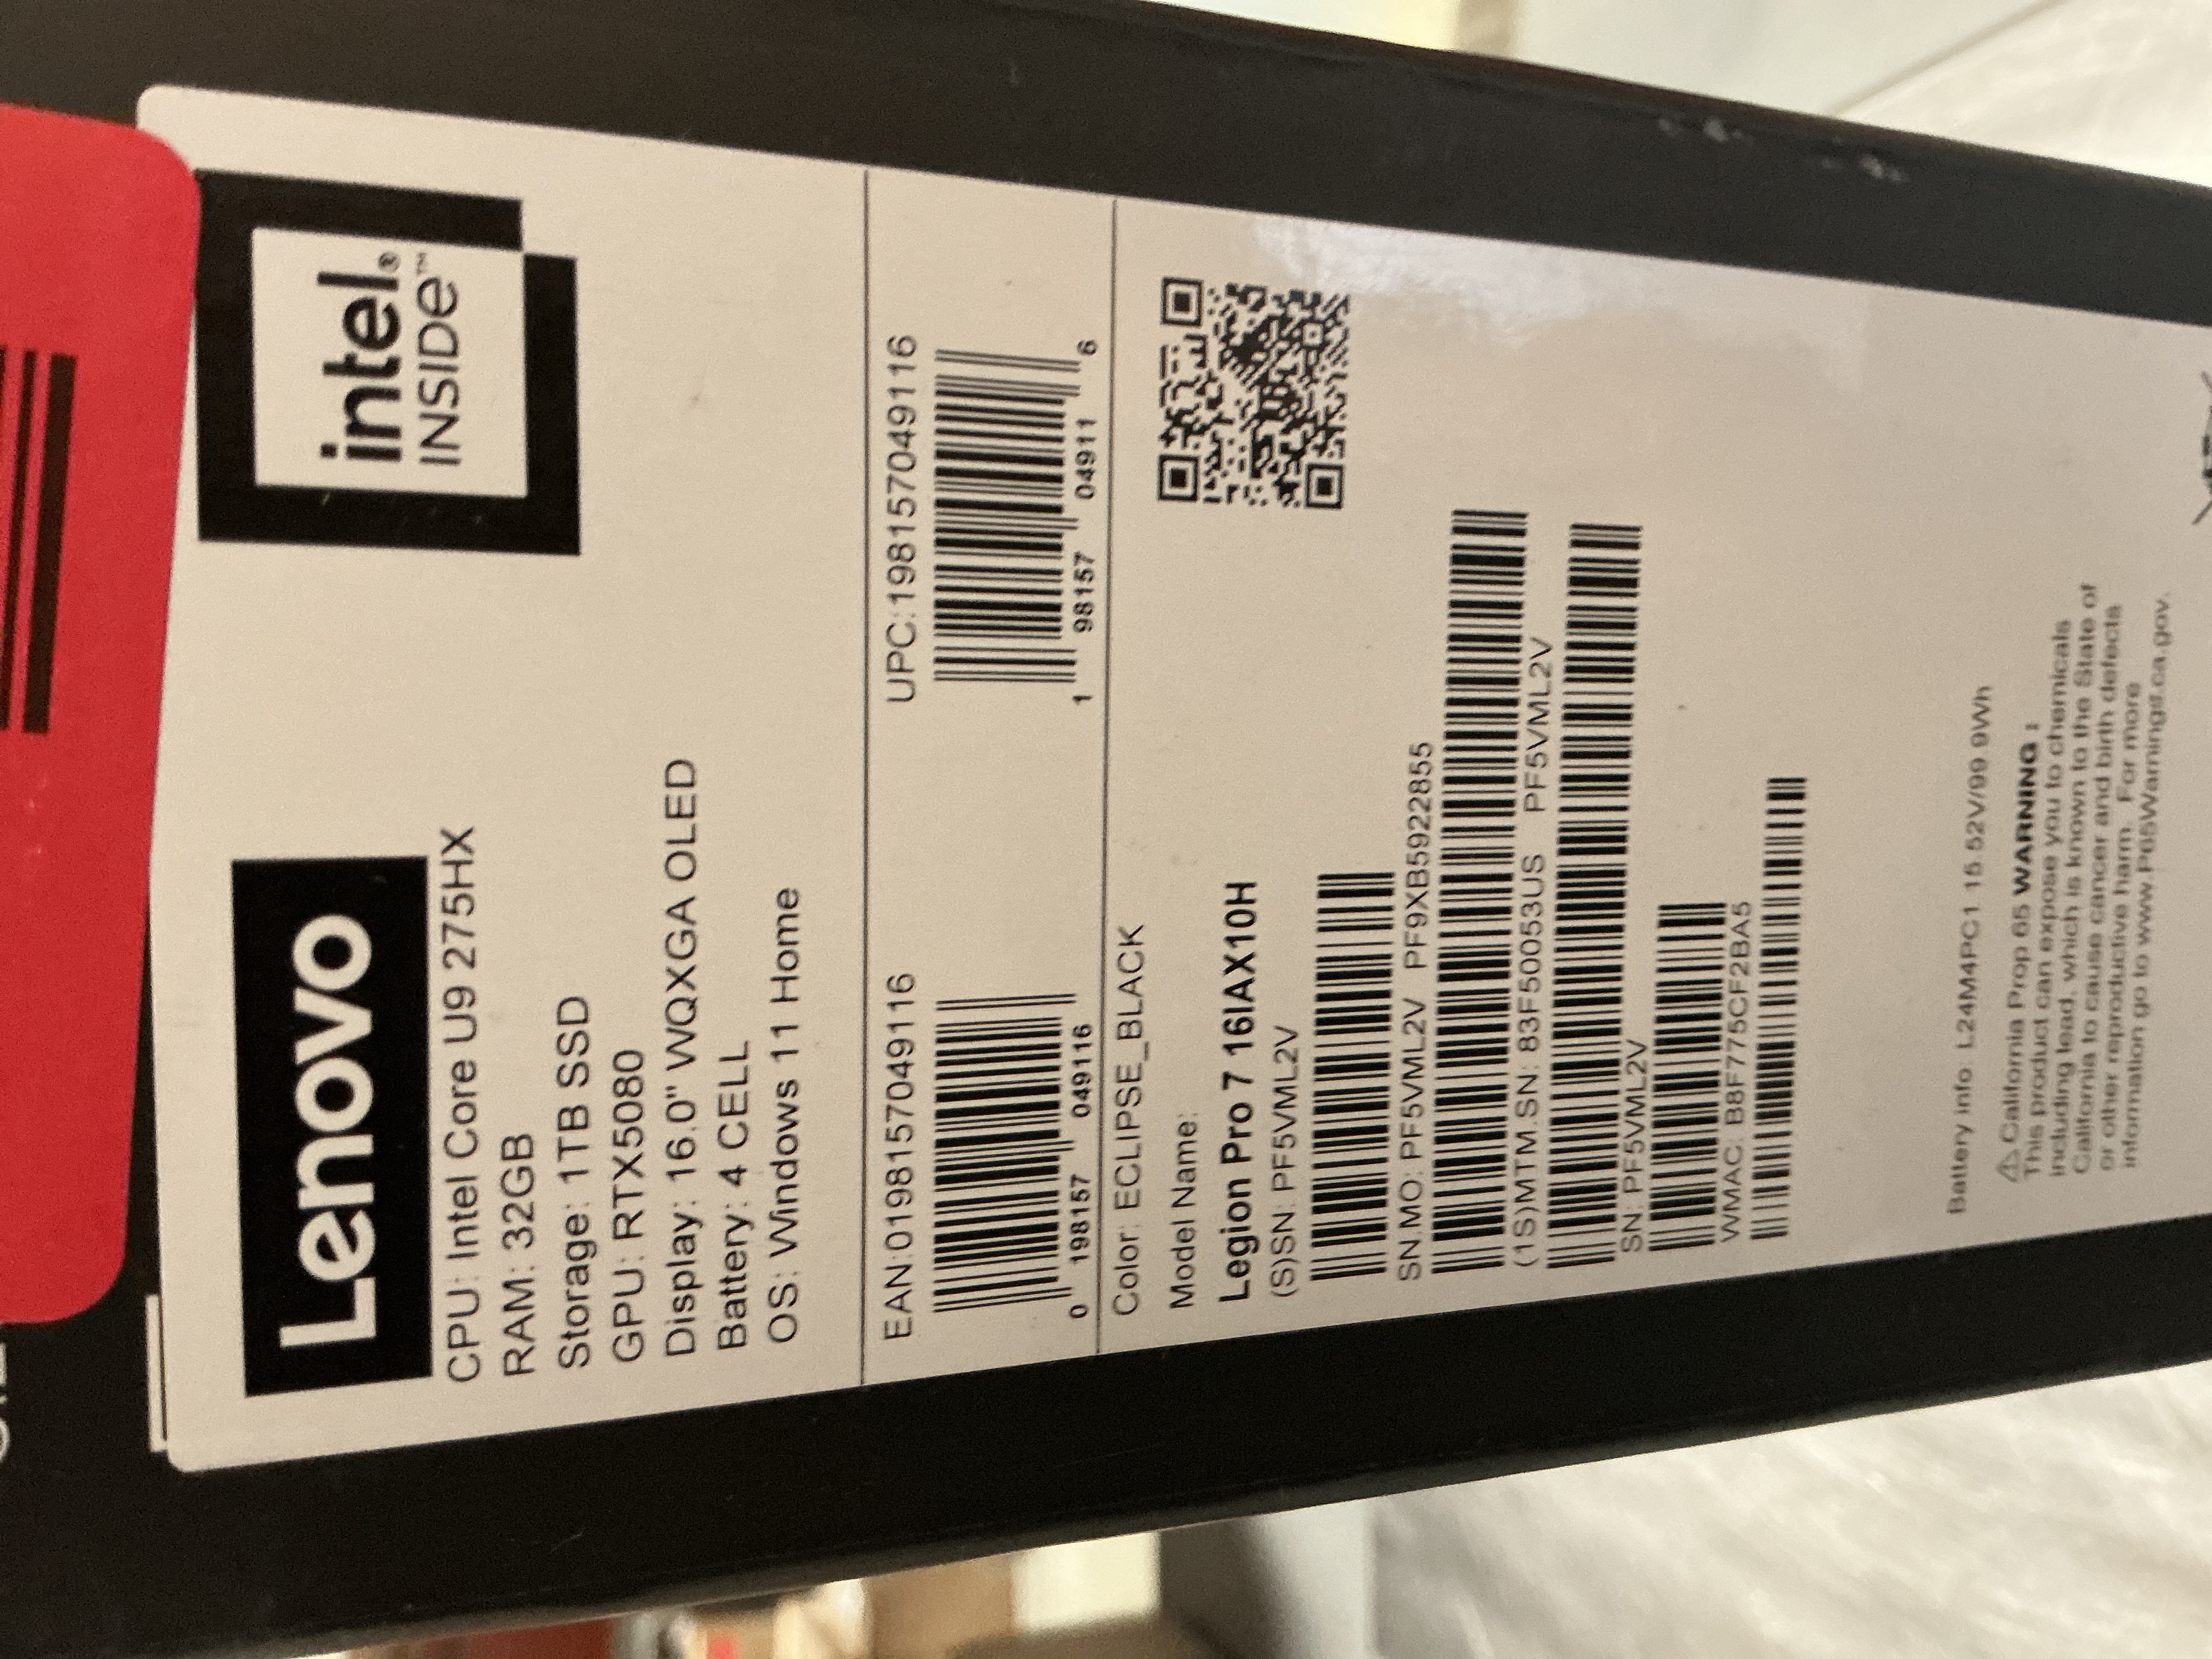 Lenovo
intel®
INSIDE™
CPU: Intel Core U9 275HX
RAM: 32GB
Storage: 1TB SSD
GPU: RTX5080
Display: 16.0" WQXGA OLED
Battery: 4 CELL
OS: Windows 11 Home
EAN:0198157049116
UPC:198157049116
0 198157 049116
1 98157 04911 6
Color: ECLIPSE_BLACK
Model Name:
Legion Pro 7 16IAX10H
(S)SN: PF5VML2V
SN.MO: PF5VML2V PF9XB5922855
(1S)MTM.SN: 83F50053US PF5VML2V
SN: PF5VML2V
WMAC: B8F775CF2BA5
Battery info: L24M4PC1 15.52V/99.9Wh
⚠ California Prop 65 WARNING :
This product can expose you to chemicals
including lead, which is known to the State of
California to cause cancer and birth defects
or other reproductive harm. For more
information go to www.P65Warnings.ca.gov.